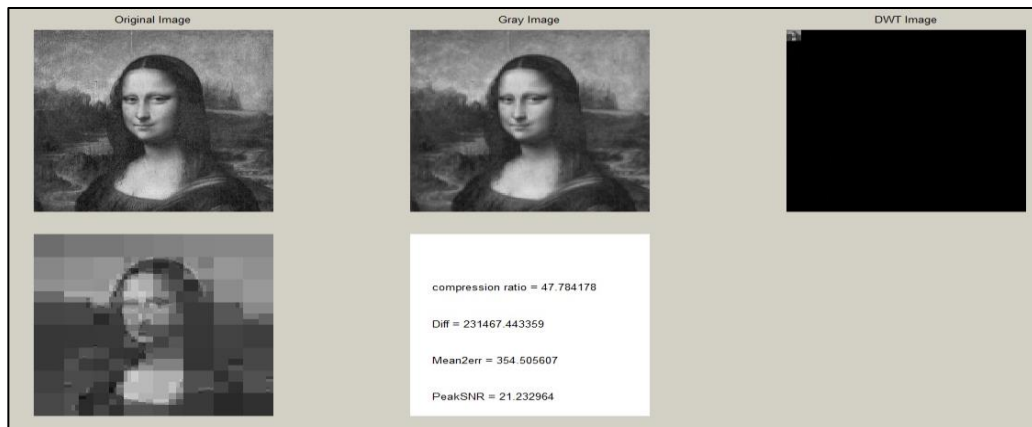 Original Image
Gray Image
DWT Image
compression ratio = 47.784178
Diff = 231467.443359
Mean2err = 354.505607
PeakSNR = 21.232964